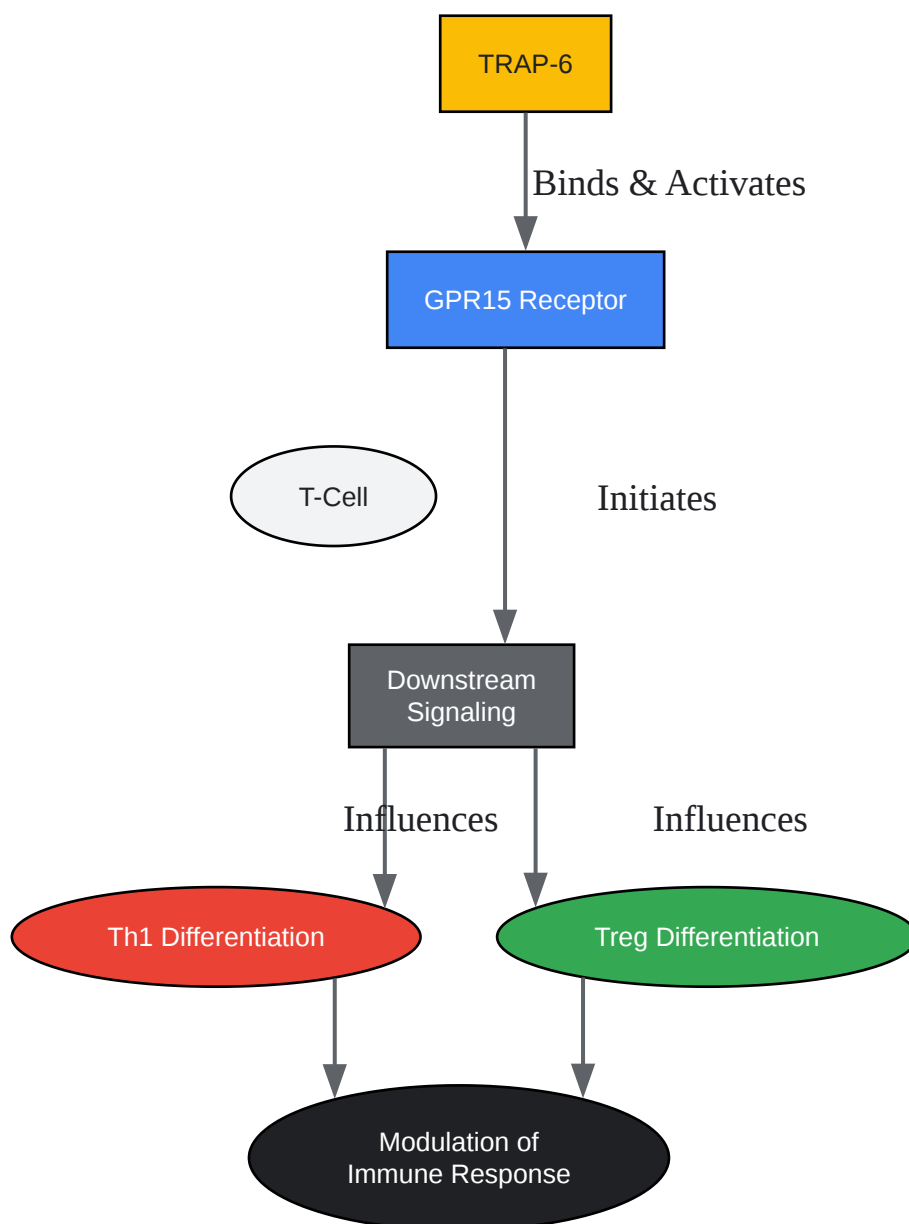 TRAP-6
Binds & Activates
GPR15 Receptor
T-Cell
Initiates
Downstream
Signaling
Influences
Influences
Th1 Differentiation
Treg Differentiation
Modulation of
Immune Response